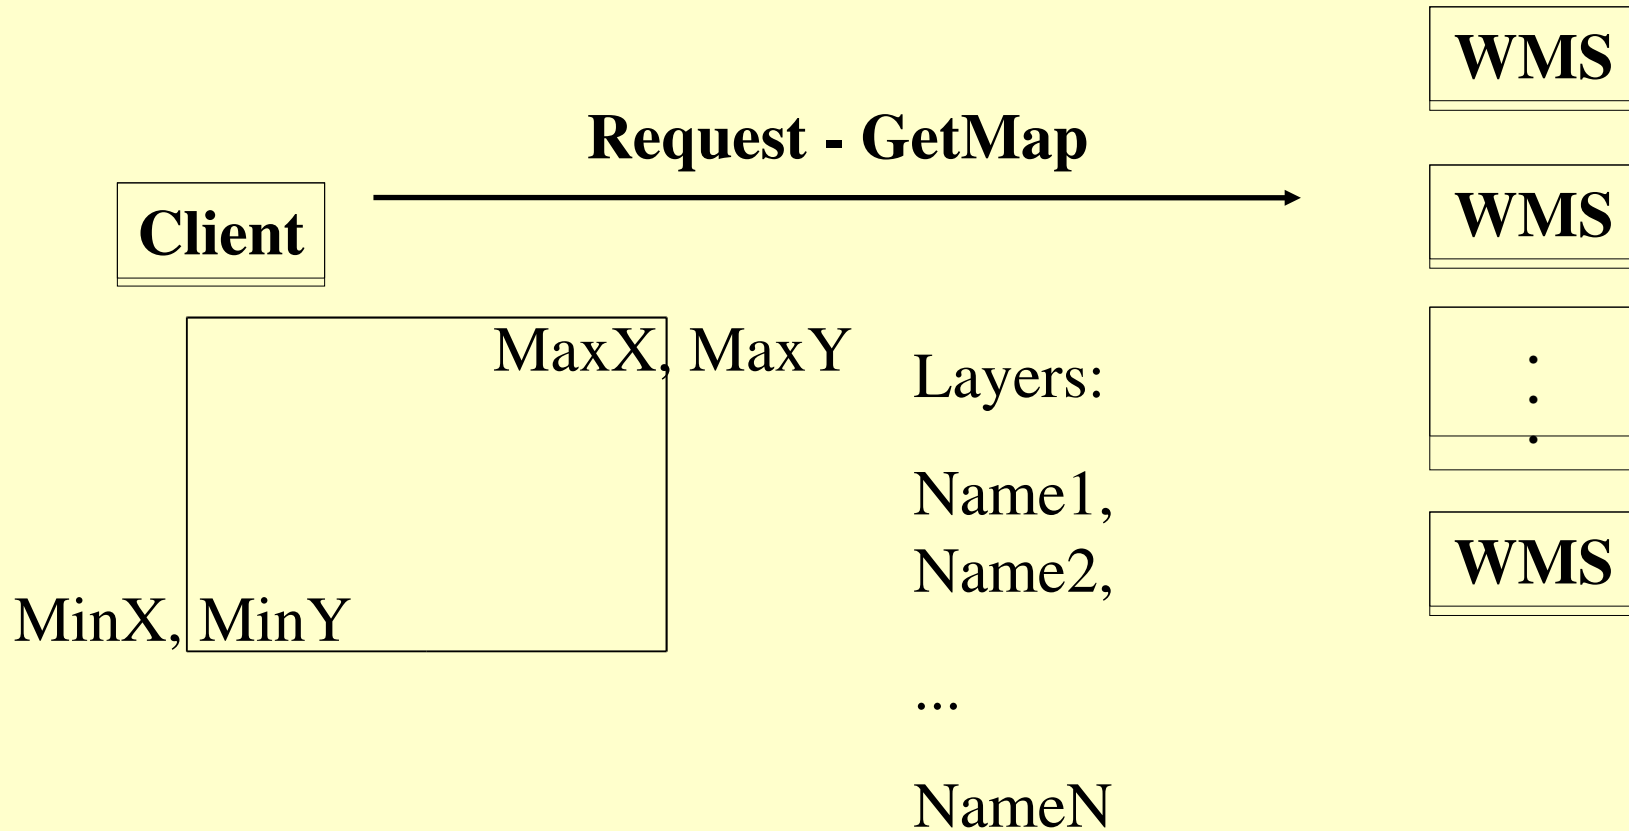 WMS
Request - GetMap
WMS
Client
MaxX, MaxY
Layers:
.
.
.
Name1,
Name2,
WMS
MinX, MinY
...
NameN